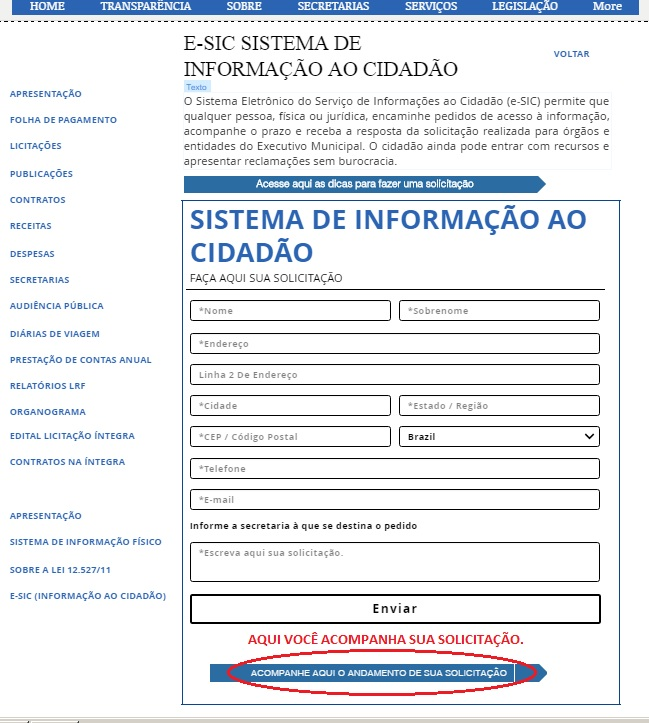 HOME TRANSPARÊNCIA SOBRE SECRETARIAS SERVIÇOS LEGISLAÇÃO More
E-SIC SISTEMA DE
INFORMAÇÃO AO CIDADÃO
VOLTAR
Texto
O Sistema Eletrônico do Serviço de Informações ao Cidadão (e-SIC) permite que
qualquer pessoa, física ou jurídica, encaminhe pedidos de acesso à informação,
acompanhe o prazo e receba a resposta da solicitação realizada para órgãos e
entidades do Executivo Municipal. O cidadão ainda pode entrar com recursos e
apresentar reclamações sem burocracia.
Acesse aqui as dicas para fazer uma solicitação
APRESENTAÇÃO
FOLHA DE PAGAMENTO
LICITAÇÕES
PUBLICAÇÕES
CONTRATOS
RECEITAS
DESPESAS
SECRETARIAS
AUDIÊNCIA PÚBLICA
DIÁRIAS DE VIAGEM
PRESTAÇÃO DE CONTAS ANUAL
RELATÓRIOS LRF
ORGANOGRAMA
EDITAL LICITAÇÃO ÍNTEGRA
CONTRATOS NA ÍNTEGRA
APRESENTAÇÃO
SISTEMA DE INFORMAÇÃO FÍSICO
SOBRE A LEI 12.527/11
E-SIC (INFORMAÇÃO AO CIDADÃO)
SISTEMA DE INFORMAÇÃO AO
CIDADÃO
FAÇA AQUI SUA SOLICITAÇÃO
*Nome *Sobrenome
*Endereço
Linha 2 De Endereço
*Cidade *Estado / Região
*CEP / Código Postal Brazil
*Telefone
*E-mail
Informe a secretaria à que se destina o pedido
*Escreva aqui sua solicitação.
Enviar
AQUI VOCÊ ACOMPANHA SUA SOLICITAÇÃO.
ACOMPANHE AQUI O ANDAMENTO DE SUA SOLICITAÇÃO